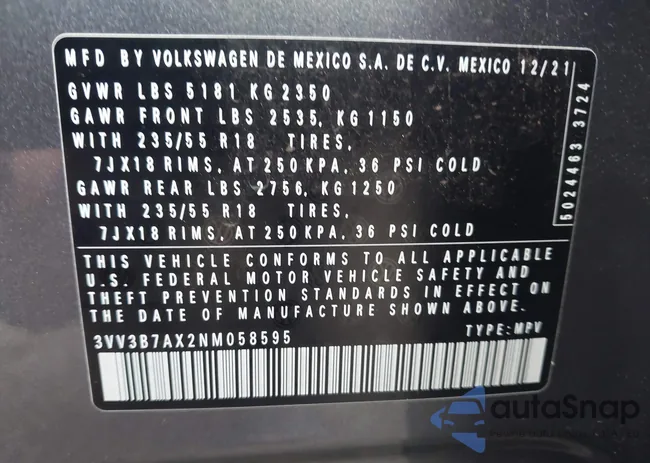 MFD BY VOLKSWAGEN DE MEXICO S.A. DE C.V. MEXICO 12/21
GVWR LBS 5181 KG 2350
GAWR FRONT LBS 2535, KG 1150
WITH 235/55 R18 TIRES,
7JX18 RIMS, AT 250 KPA, 36 PSI COLD
GAWR REAR LBS 2756, KG 1250
WITH 235/55 R18 TIRES,
7JX18 RIMS, AT 250 KPA, 36 PSI COLD
5024463 3724
THIS VEHICLE CONFORMS TO ALL APPLICABLE
U.S. FEDERAL MOTOR VEHICLE SAFETY AND
THEFT PREVENTION STANDARDS IN EFFECT ON
THE DATE OF MANUFACTURE SHOWN ABOVE.
3VV3B7AX2NM058595 TYPE: MPV
autoSnap